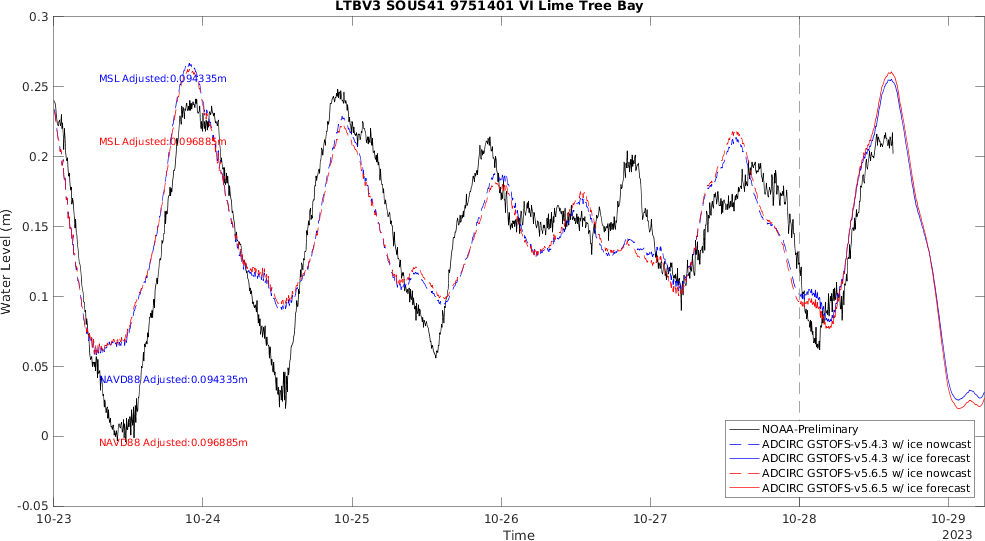 LTBV3 SOUS41 9751401 VI Lime Tree Bay
0.3
0.25
0.2
0.15
0.1
0.05
0
-0.05
Water Level (m)
MSL Adjusted:0.094335m
MSL Adjusted:0.096885m
NAVD88 Adjusted:0.094335m
NAVD88 Adjusted:0.096885m
NOAA-Preliminary
ADCIRC GSTOFS-v5.4.3 w/ ice nowcast
ADCIRC GSTOFS-v5.4.3 w/ ice forecast
ADCIRC GSTOFS-v5.6.5 w/ ice nowcast
ADCIRC GSTOFS-v5.6.5 w/ ice forecast
10-23 10-24 10-25 10-26 10-27 10-28 10-29
Time
2023